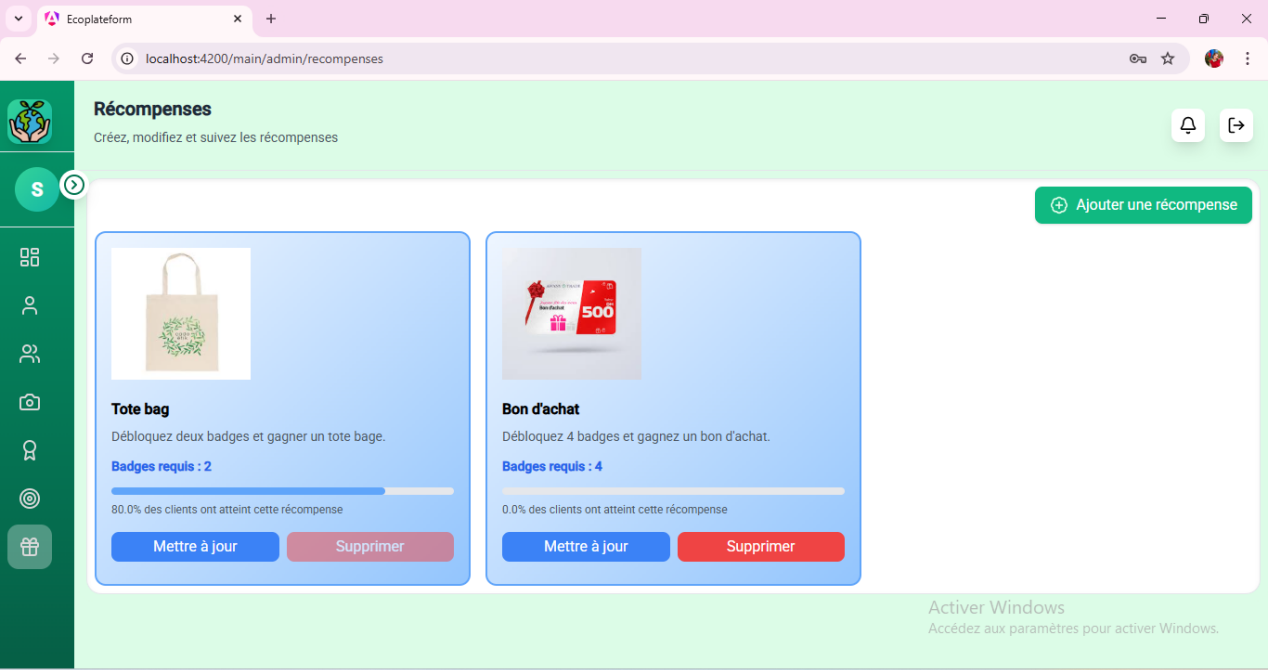 Ecoplateform
localhost:4200/main/admin/recompenses
Récompenses
Créez, modifiez et suivez les récompenses
S
Ajouter une récompense
Bon d'achat
500
Tote bag
Débloquez deux badges et gagner un tote bage.
Badges requis : 2
80.0% des clients ont atteint cette récompense
Mettre à jour
Supprimer
Bon d'achat
Débloquez 4 badges et gagnez un bon d'achat.
Badges requis : 4
0.0% des clients ont atteint cette récompense
Mettre à jour
Supprimer
Activer Windows
Accédez aux paramètres pour activer Windows.